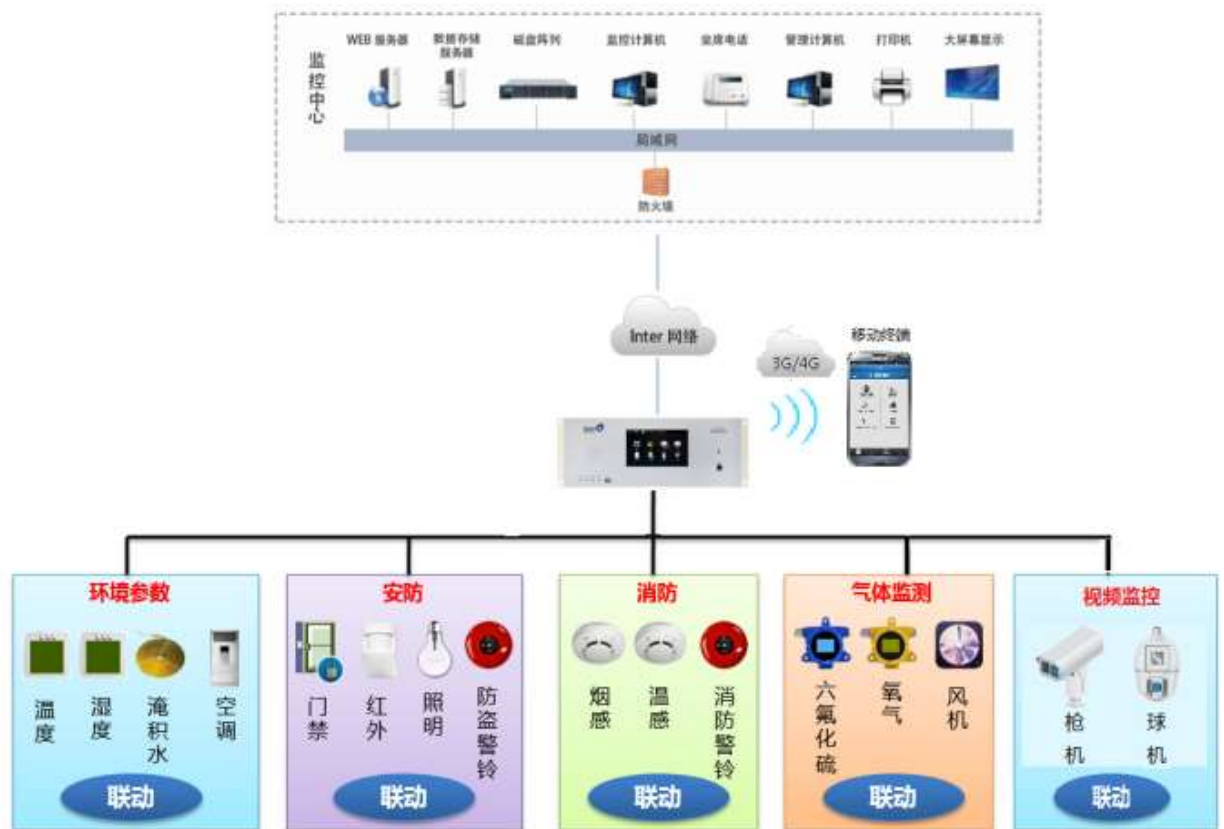 监控中心
WEB 服务器
数据存储
服务器
磁盘阵列
监控计算机
坐席电话
管理计算机
打印机
大屏幕显示
局域网
防火墙
Inter 网络
3G/4G
移动终端
环境参数
温度
湿度
淹积水
空调
联动
安防
门禁
红外
照明
防盗警铃
联动
消防
烟感
温感
消防警铃
联动
气体监测
六氟化硫
氧气
风机
联动
视频监控
枪机
球机
联动